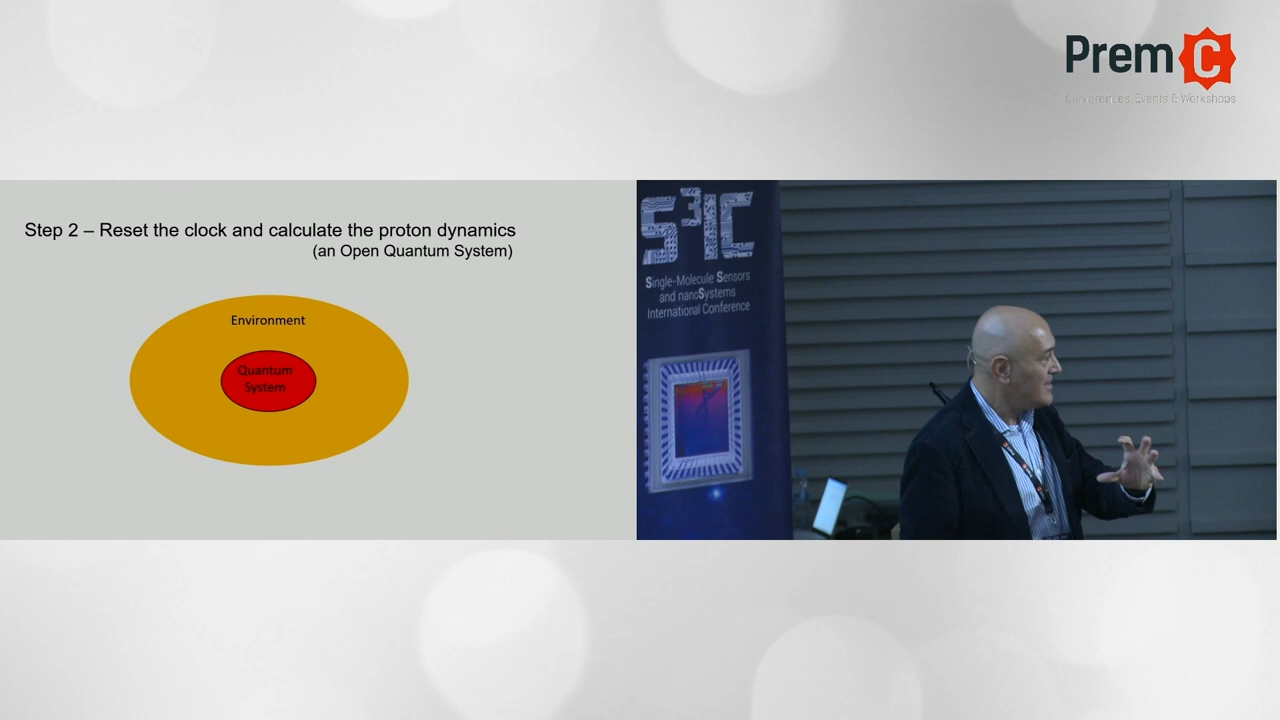 Prem C
Conferences, Events & Workshops
Step 2 – Reset the clock and calculate the proton dynamics
(an Open Quantum System)
Environment
Quantum
System
S3IC
Single-Molecule Sensors
and nanoSystems
International Conference